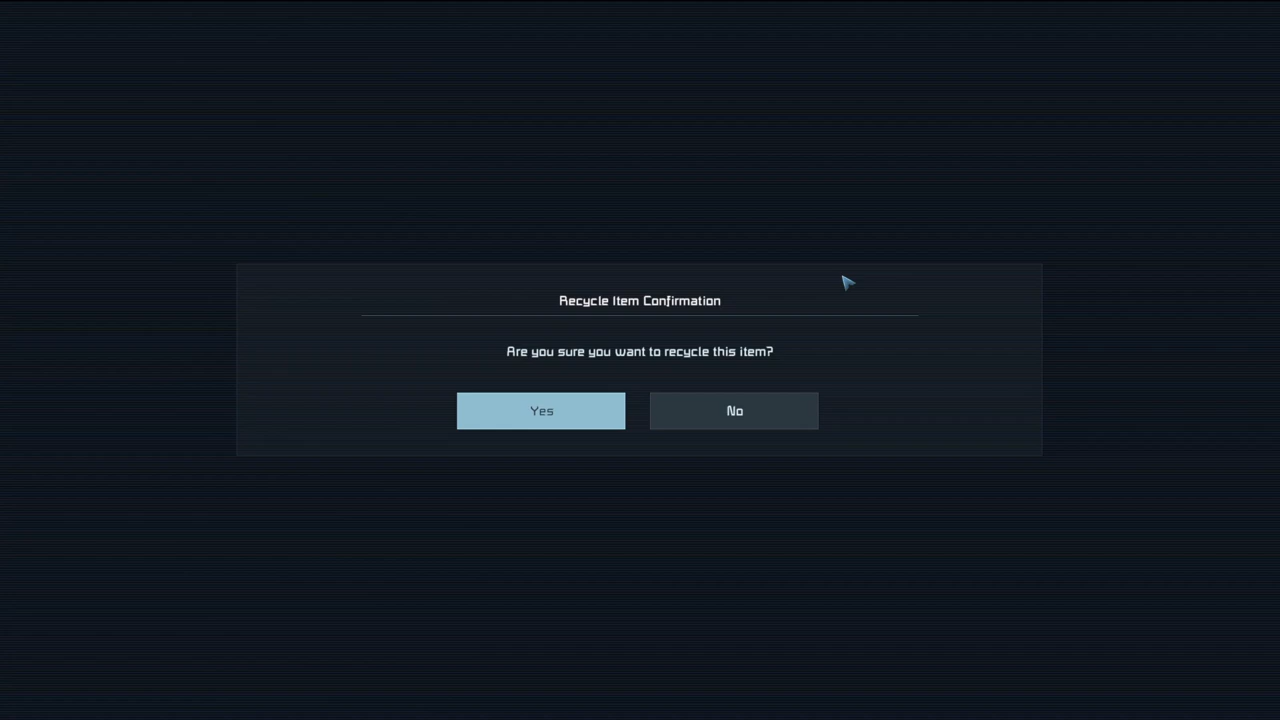 Recycle Item Confirmation
Are you sure you want to recycle this item?
Yes
No